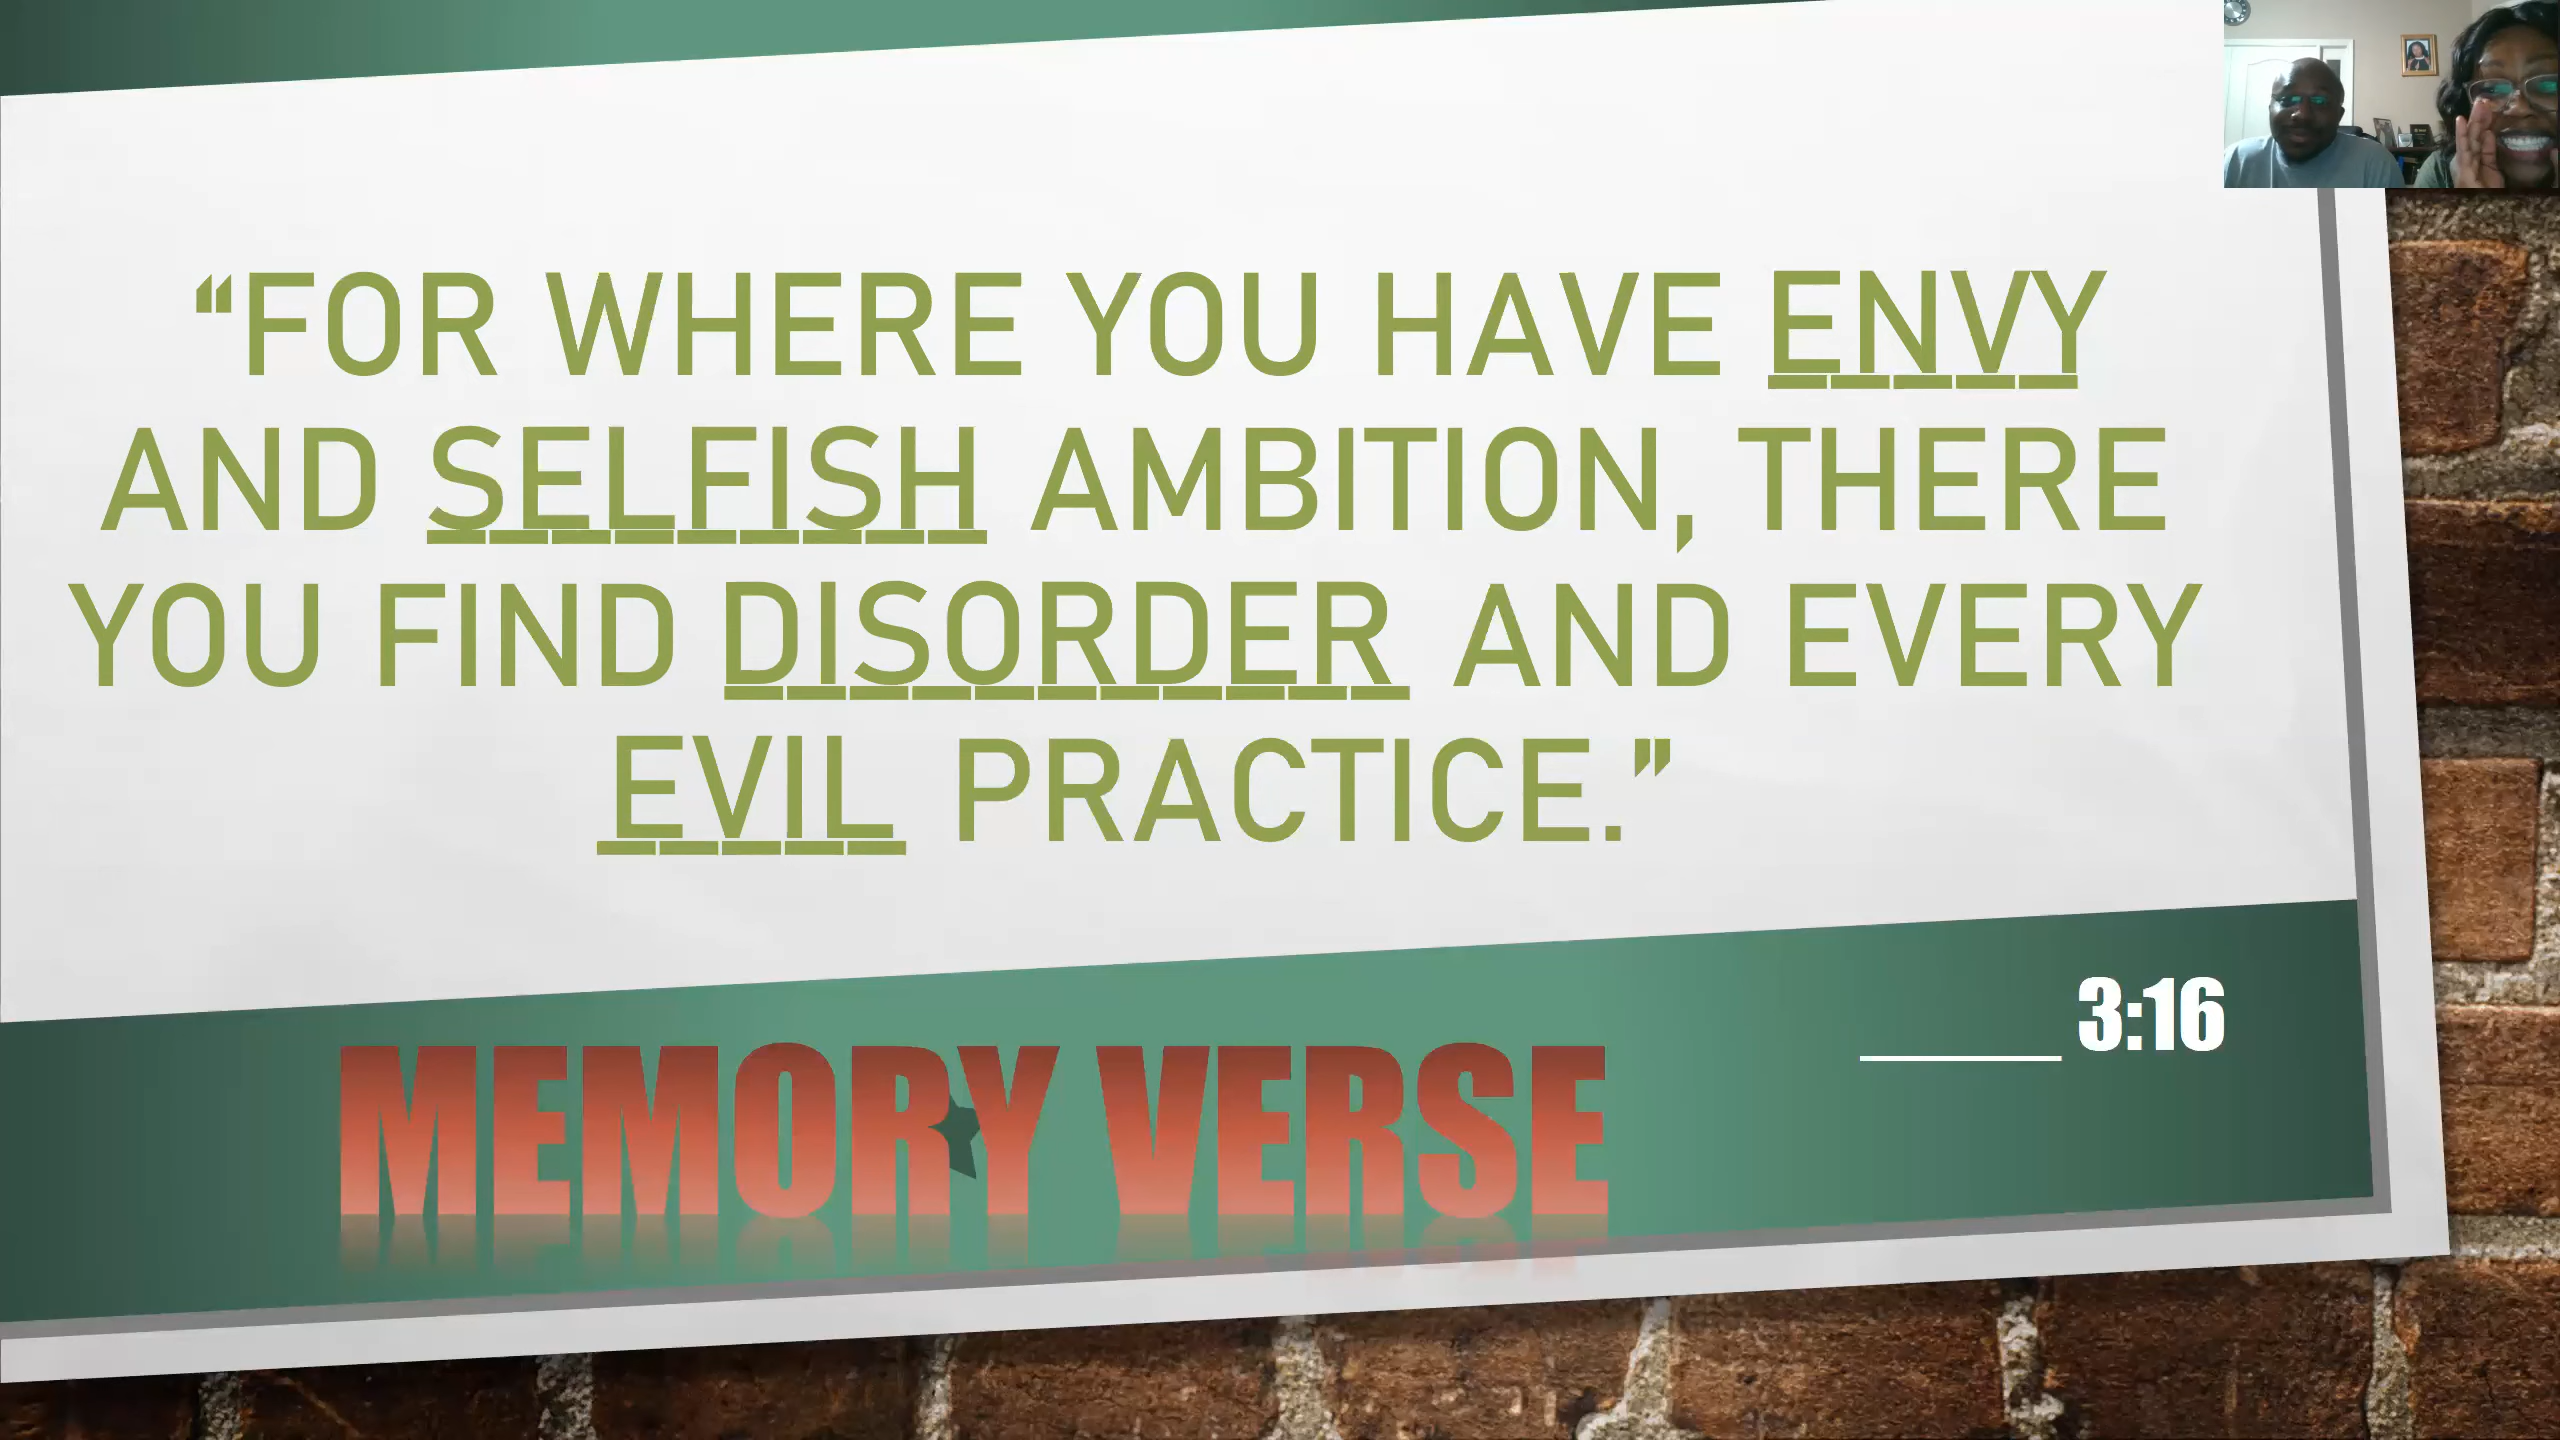 “FOR WHERE YOU HAVE ENVY
AND SELFISH AMBITION, THERE
YOU FIND DISORDER AND EVERY
EVIL PRACTICE.”
_____ 3:16
MEMORY VERSE